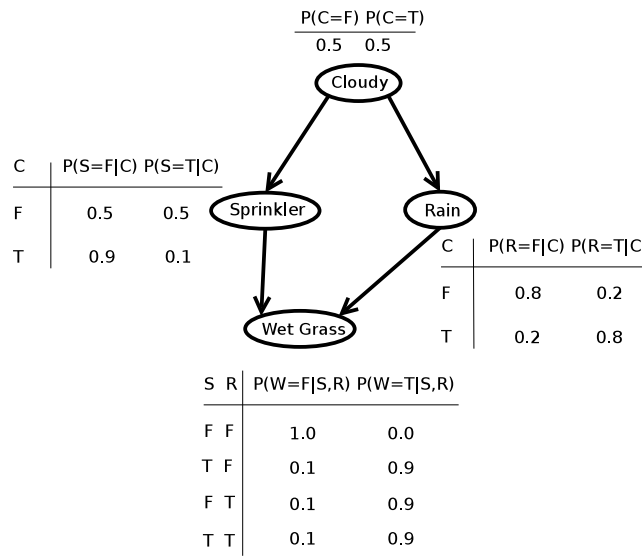 P(C=F) P(C=T)
0.5 0.5
Cloudy
C P(S=F|C) P(S=T|C)
F 0.5 0.5
T 0.9 0.1
Sprinkler
Rain
C P(R=F|C) P(R=T|C
F 0.8 0.2
T 0.2 0.8
Wet Grass
S R P(W=F|S,R) P(W=T|S,R)
F F 1.0 0.0
T F 0.1 0.9
F T 0.1 0.9
T T 0.1 0.9